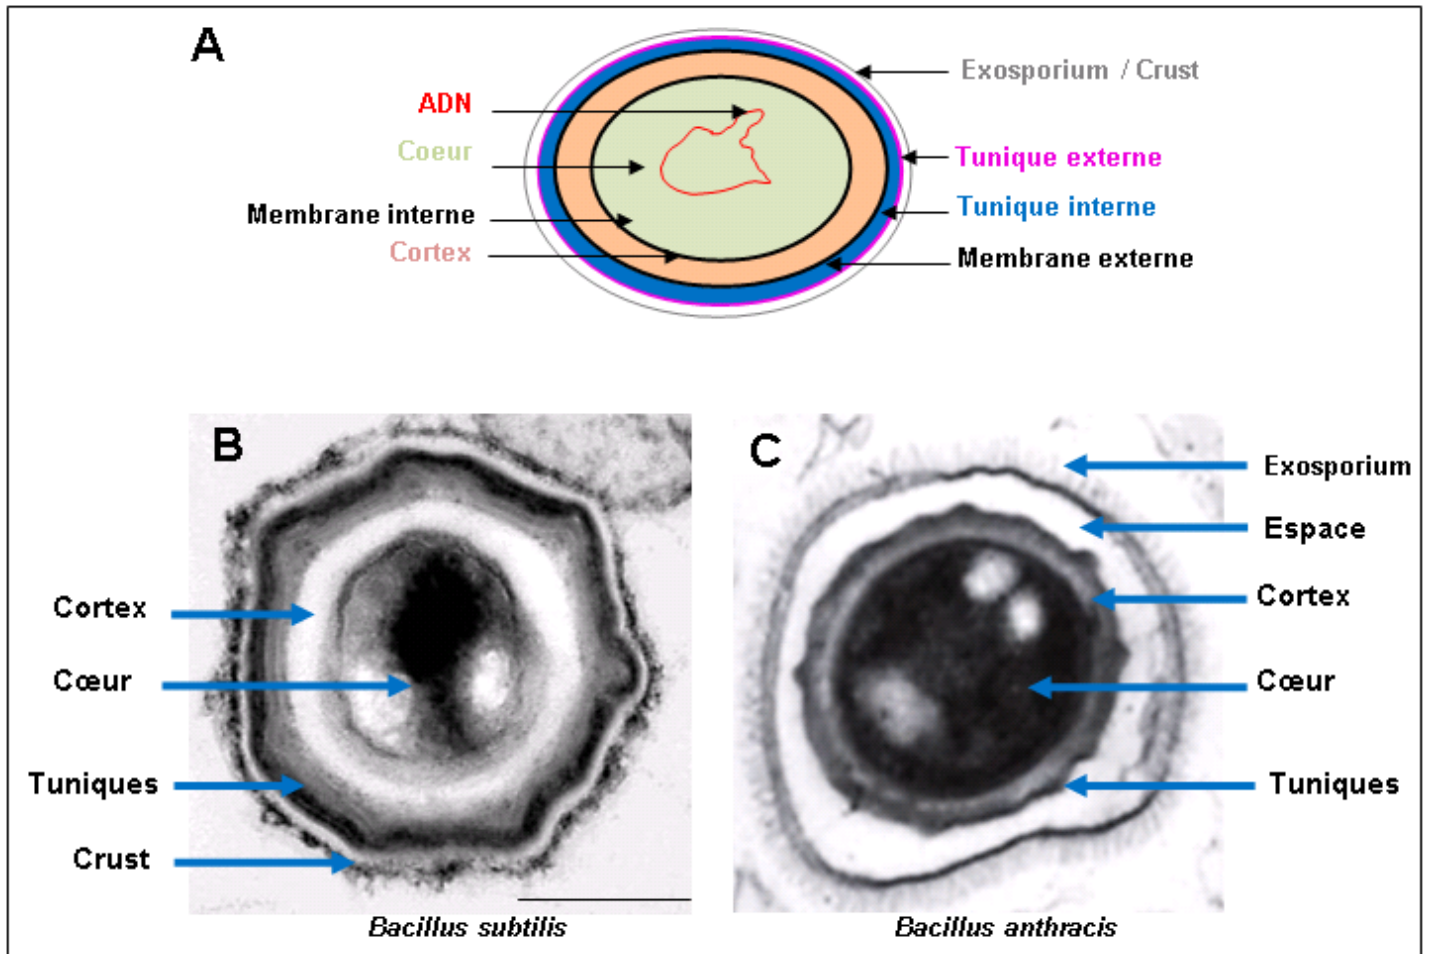 A
Exosporium / Crust
ADN
Coeur
Tunique externe
Membrane interne
Tunique interne
Cortex
Membrane externe
B
C
Exosporium
Espace
Cortex
Cortex
Cœur
Cœur
Tuniques
Tuniques
Crust
Bacillus subtilis
Bacillus anthracis